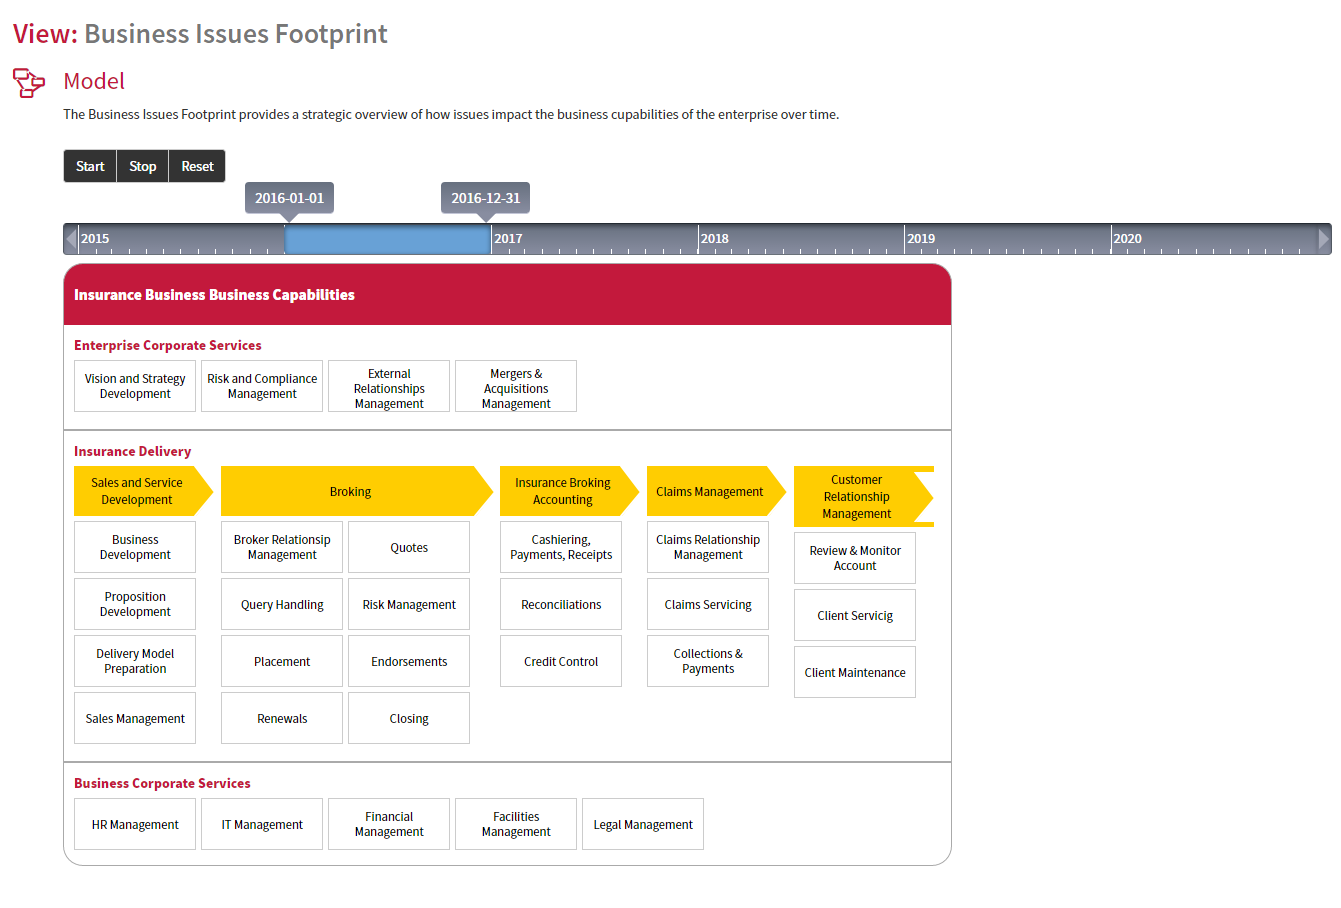 View: Business Issues Footprint
Model
The Business Issues Footprint provides a strategic overview of how issues impact the business cupabilities of the enterprise over time.
Start Stop Reset
2016-01-01 2016-12-31
2015 2017 2018 2019 2020
Insurance Business Business Capabilities
Enterprise Corporate Services
Vision and Strategy
Development
Risk and Compliance
Management
External
Relationships
Management
Mergers &
Acquisitions
Management
Insurance Delivery
Sales and Service
Development
Business
Development
Proposition
Development
Delivery Model
Preparation
Sales Management
Broking
Broker Relationsip
Management
Quotes
Query Handling
Risk Management
Placement
Endorsements
Renewals
Closing
Insurance Broking
Accounting
Cashiering,
Payments, Receipts
Reconciliations
Credit Control
Claims Management
Claims Relationship
Management
Claims Servicing
Collections &
Payments
Customer
Relationship
Management
Review & Monitor
Account
Client Servicig
Client Maintenance
Business Corporate Services
HR Management
IT Management
Financial
Management
Facilities
Management
Legal Management